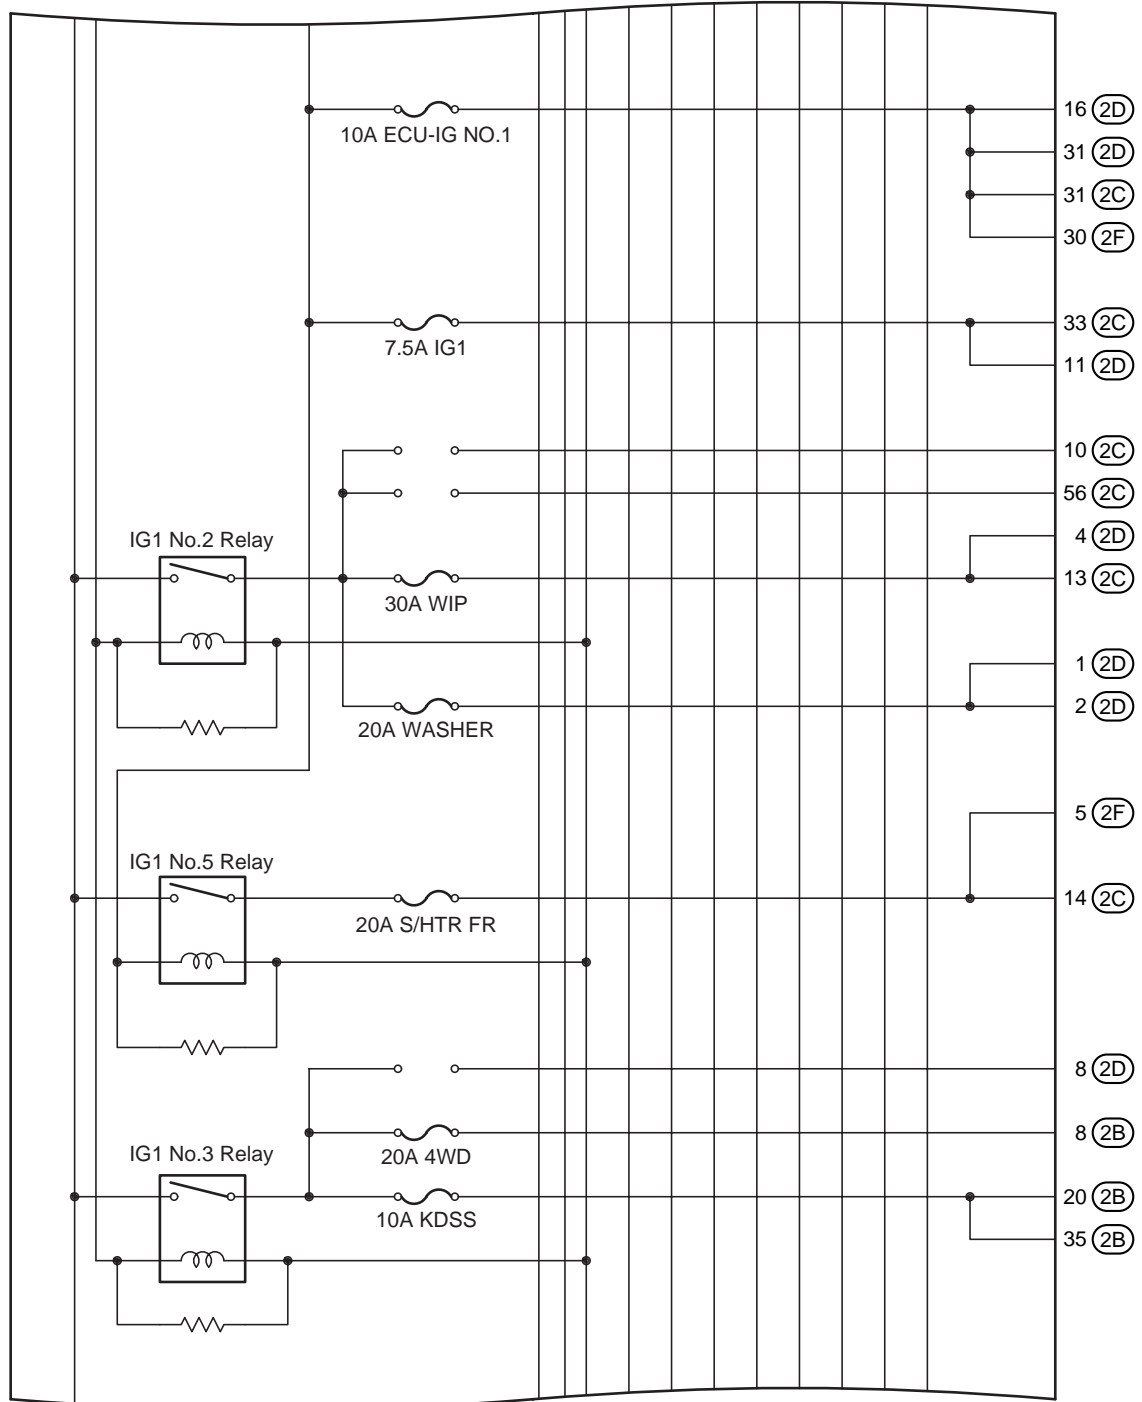 16 2D
10A ECU-IG NO.1
31 2D
31 2C
30 2F
33 2C
7.5A IG1
11 2D
10 2C
56 2C
4 2D
IG1 No.2 Relay
13 2C
30A WIP
1 2D
2 2D
20A WASHER
5 2F
IG1 No.5 Relay
14 2C
20A S/HTR FR
8 2D
8 2B
IG1 No.3 Relay
20A 4WD
20 2B
10A KDSS
35 2B